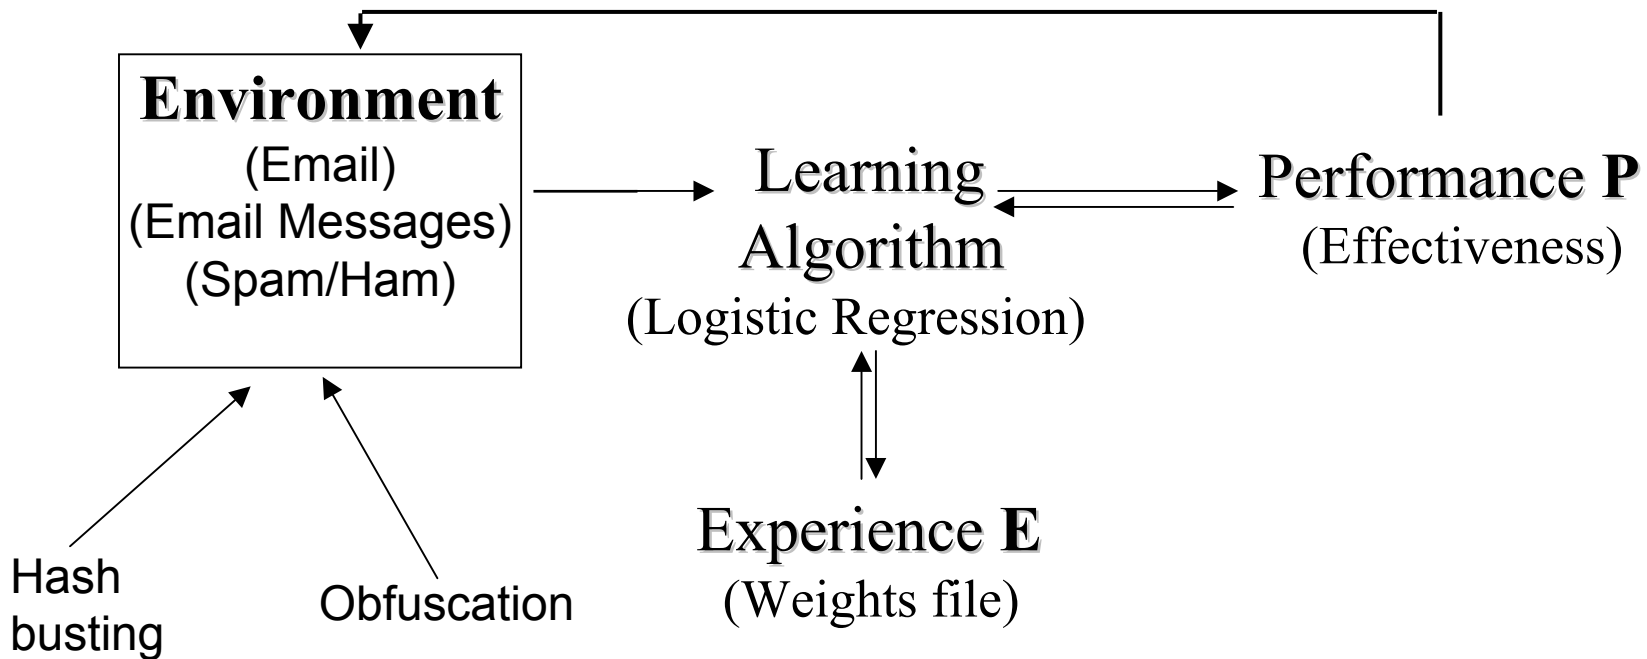 Environment
(Email)
(Email Messages)
(Spam/Ham)
Learning
Algorithm
(Logistic Regression)
Performance P
(Effectiveness)
Experience E
(Weights file)
Hash
busting
Obfuscation